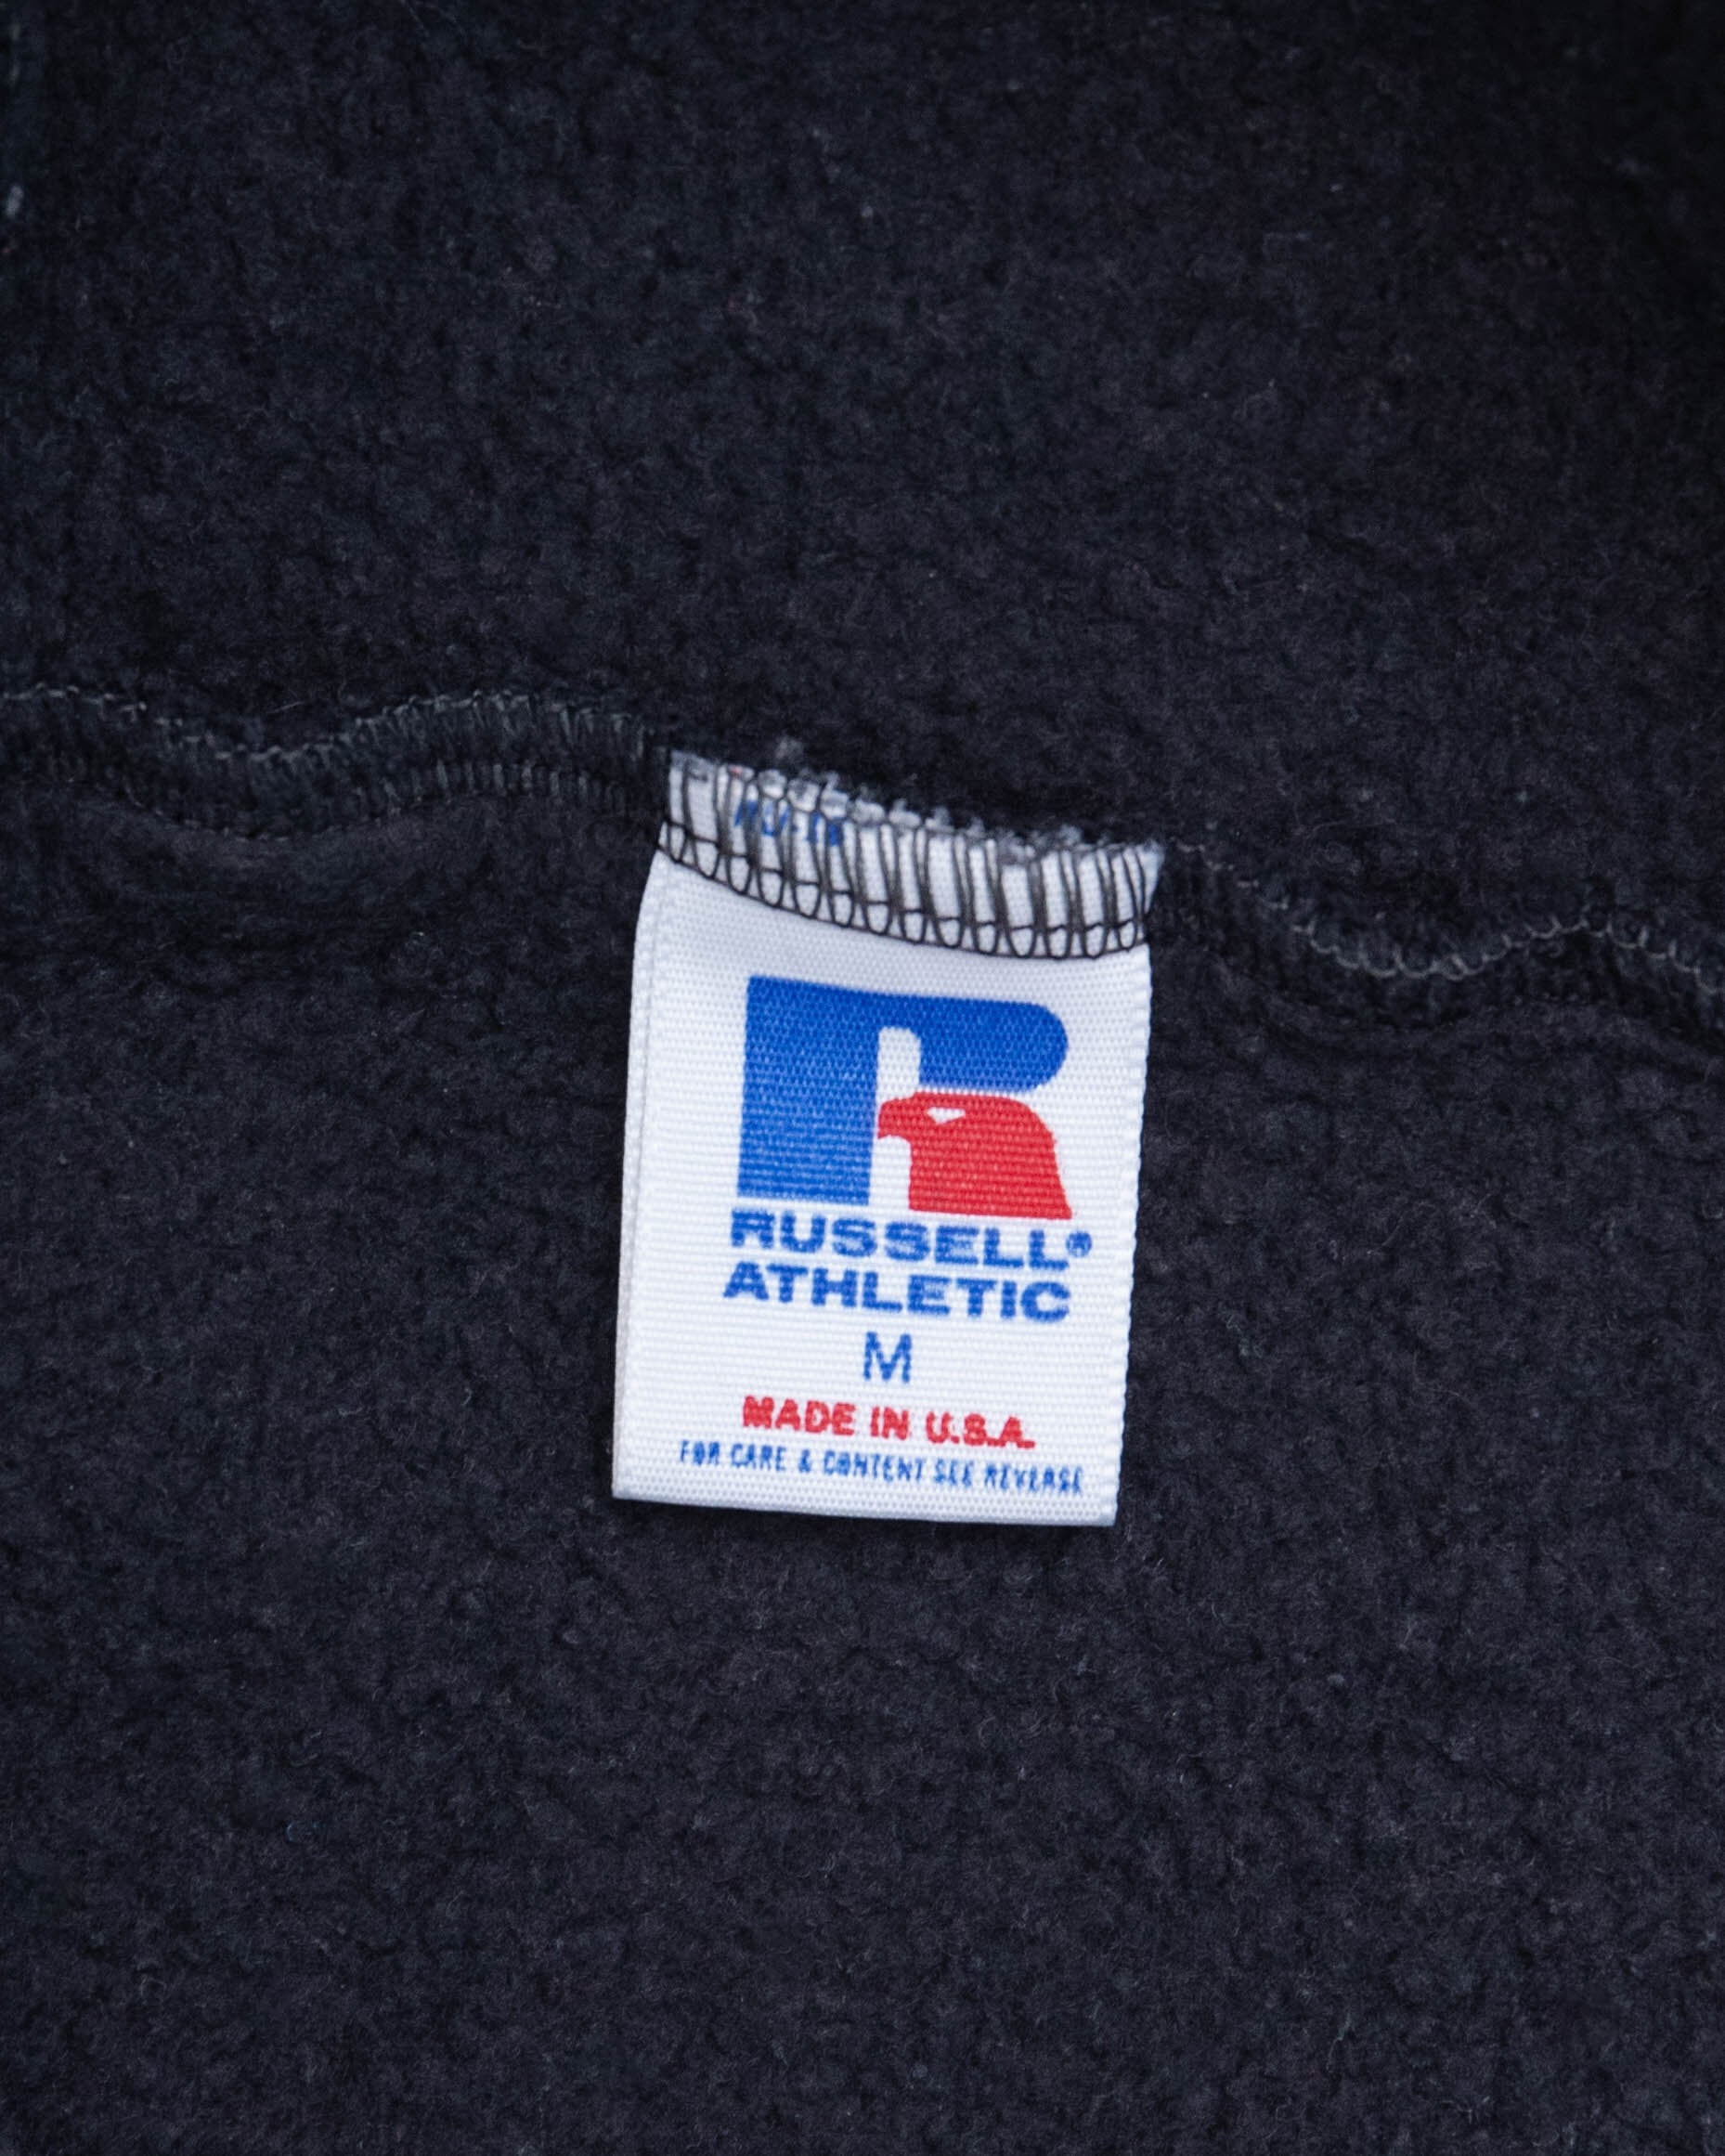 RUSSELL®
ATHLETIC
M
MADE IN U.S.A.
FOR CARE & CONTENT SEE REVERSE